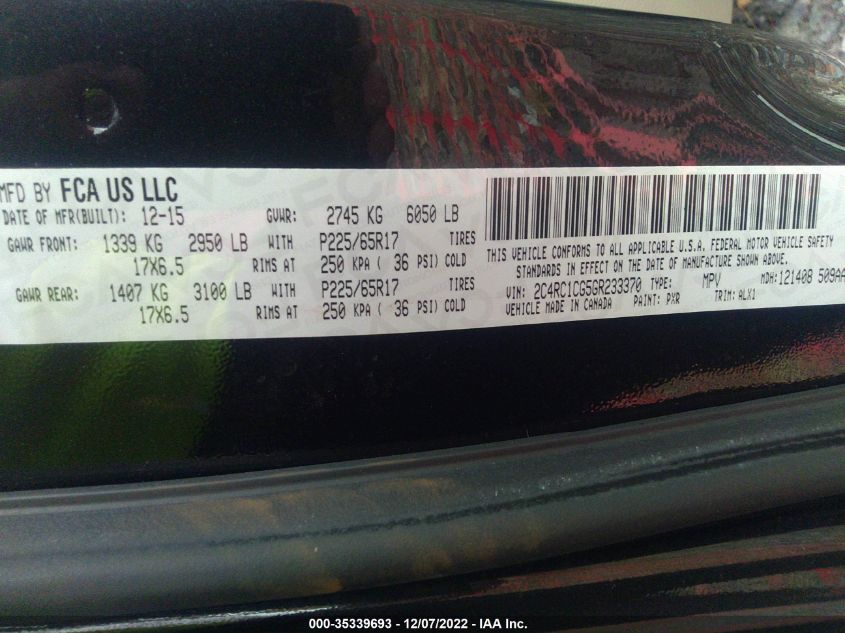 MFD BY FCA US LLC
DATE OF MFR(BUILT): 12-15 GVWR: 2745 KG 6050 LB
GAWR FRONT: 1339 KG 2950 LB WITH P225/65R17 TIRES
17X6.5 RIMS AT 250 KPA ( 36 PSI) COLD
GAWR REAR: 1407 KG 3100 LB WITH P225/65R17 TIRES
17X6.5 RIMS AT 250 KPA ( 36 PSI) COLD
THIS VEHICLE CONFORMS TO ALL APPLICABLE U.S.A. FEDERAL MOTOR VEHICLE SAFETY
STANDARDS IN EFFECT ON THE DATE OF MANUFACTURE SHOWN ABOVE.
VIN: 2C4RC1CG5GR233370 TYPE: MPV MDH: 121408 509AA
VEHICLE MADE IN CANADA PAINT: PXR TRIM: ALX1
000-35339693 - 12/07/2022 - IAA Inc.